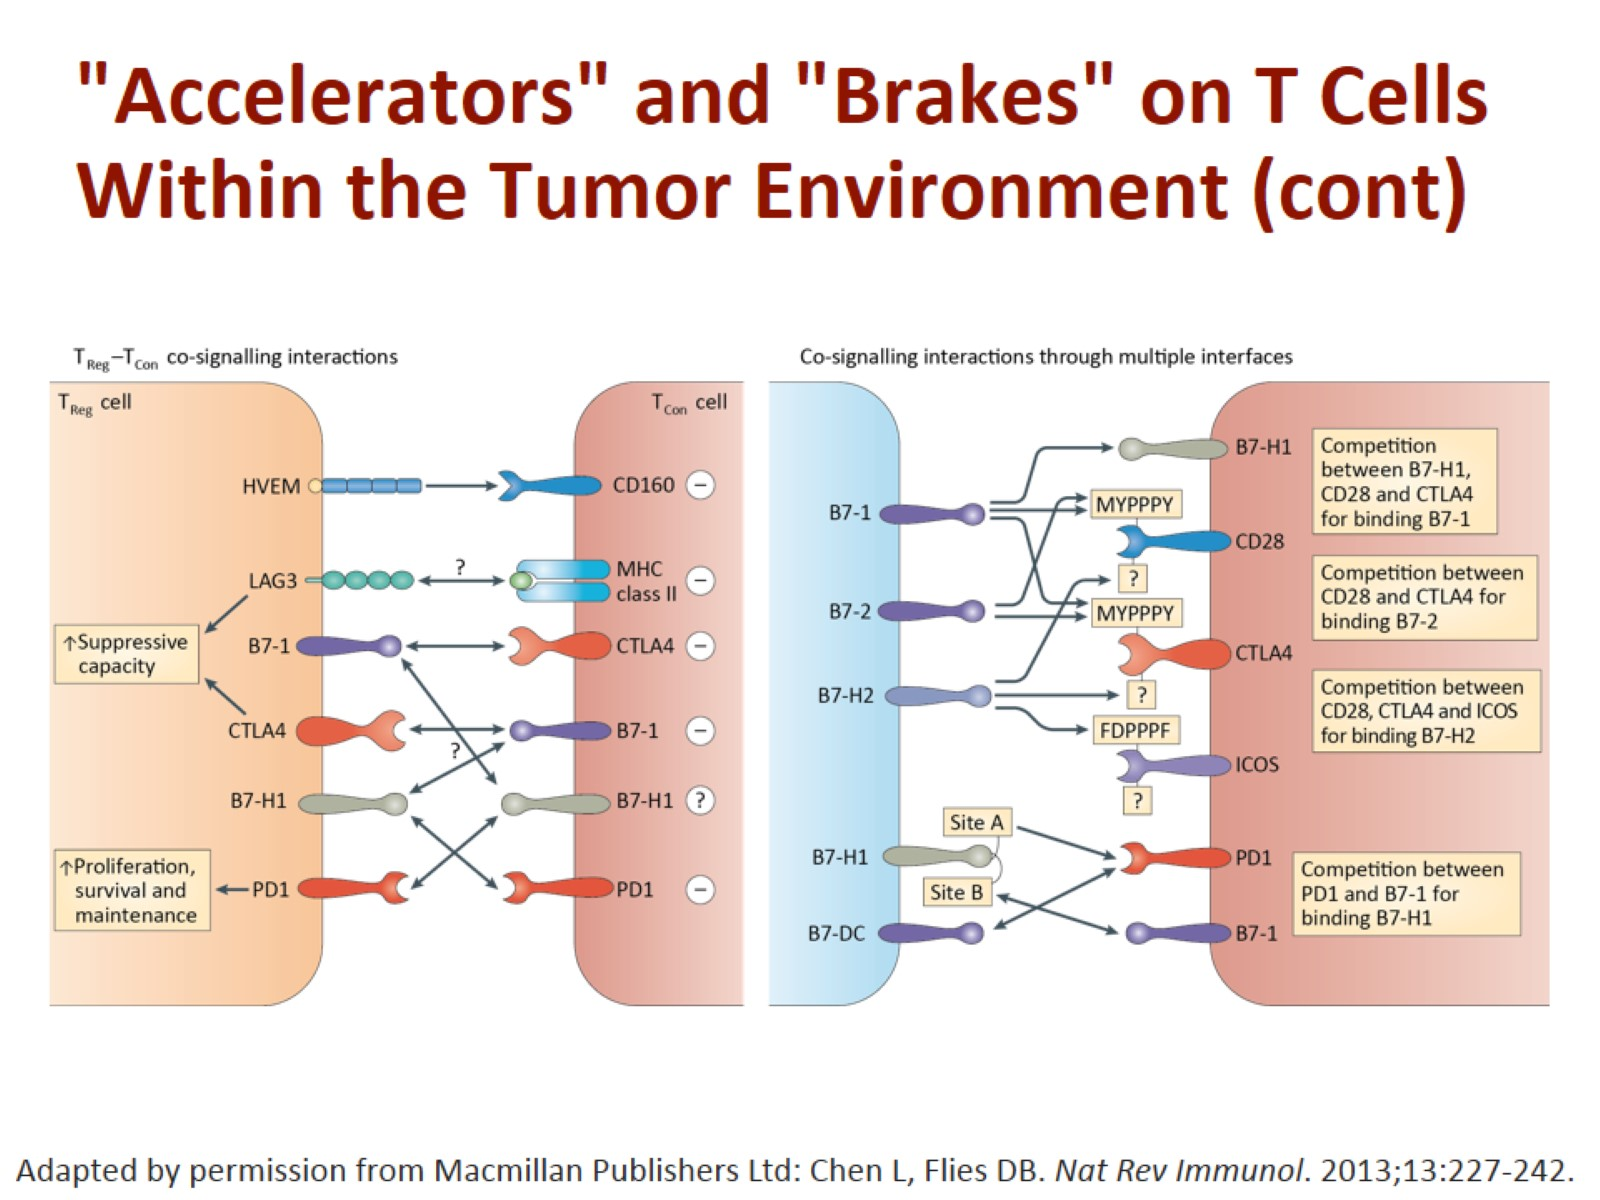 "Accelerators" and "Brakes" on T Cells
Within the Tumor Environment (cont)
TReg–TCon co-signalling interactions
TReg cell
TCon cell
HVEM
CD160
–
LAG3
?
MHC
class II
–
↑Suppressive
capacity
B7-1
CTLA4
–
CTLA4
?
B7-1
–
B7-H1
B7-H1
?
↑Proliferation,
survival and
maintenance
PD1
PD1
–
Co-signalling interactions through multiple interfaces
B7-1
B7-2
B7-H2
B7-H1
B7-DC
Site A
Site B
B7-H1
MYPPPY
CD28
?
MYPPPY
CTLA4
?
FDPPPF
ICOS
?
PD1
B7-1
Competition
between B7-H1,
CD28 and CTLA4
for binding B7-1
Competition between
CD28 and CTLA4 for
binding B7-2
Competition between
CD28, CTLA4 and ICOS
for binding B7-H2
Competition between
PD1 and B7-1 for
binding B7-H1
Adapted by permission from Macmillan Publishers Ltd: Chen L, Flies DB. Nat Rev Immunol. 2013;13:227-242.